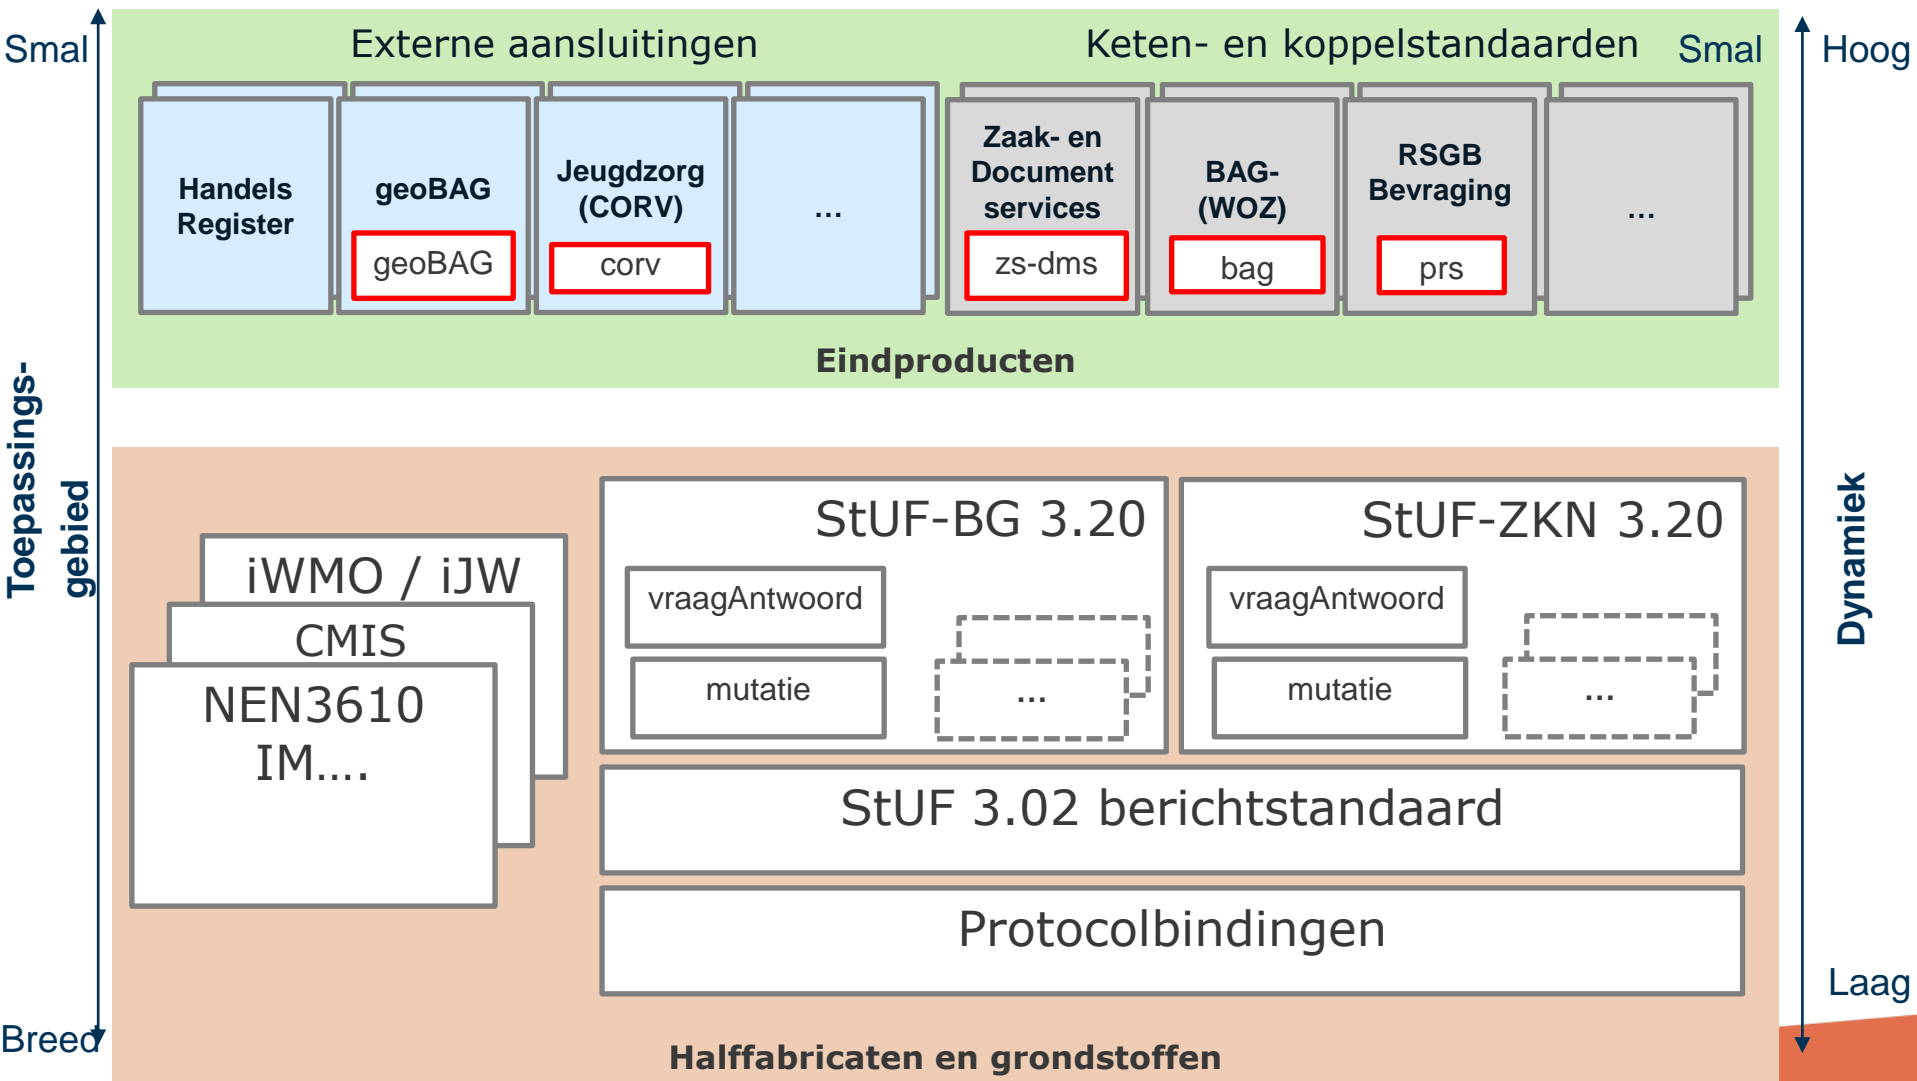 Smal
Externe aansluitingen
Keten- en koppelstandaarden
Smal
Hoog
Handels
Register
geoBAG
geoBAG
Jeugdzorg
(CORV)
corv
...
Zaak- en
Document
services
zs-dms
BAG-
(WOZ)
bag
RSGB
Bevraging
prs
...
Eindproducten
Toepassings-
gebied
Dynamiek
iWMO / iJW
CMIS
NEN3610
IM….
StUF-BG 3.20
vraagAntwoord
mutatie
...
StUF-ZKN 3.20
vraagAntwoord
mutatie
...
StUF 3.02 berichtstandaard
Protocolbindingen
Laag
Breed
Halffabricaten en grondstoffen